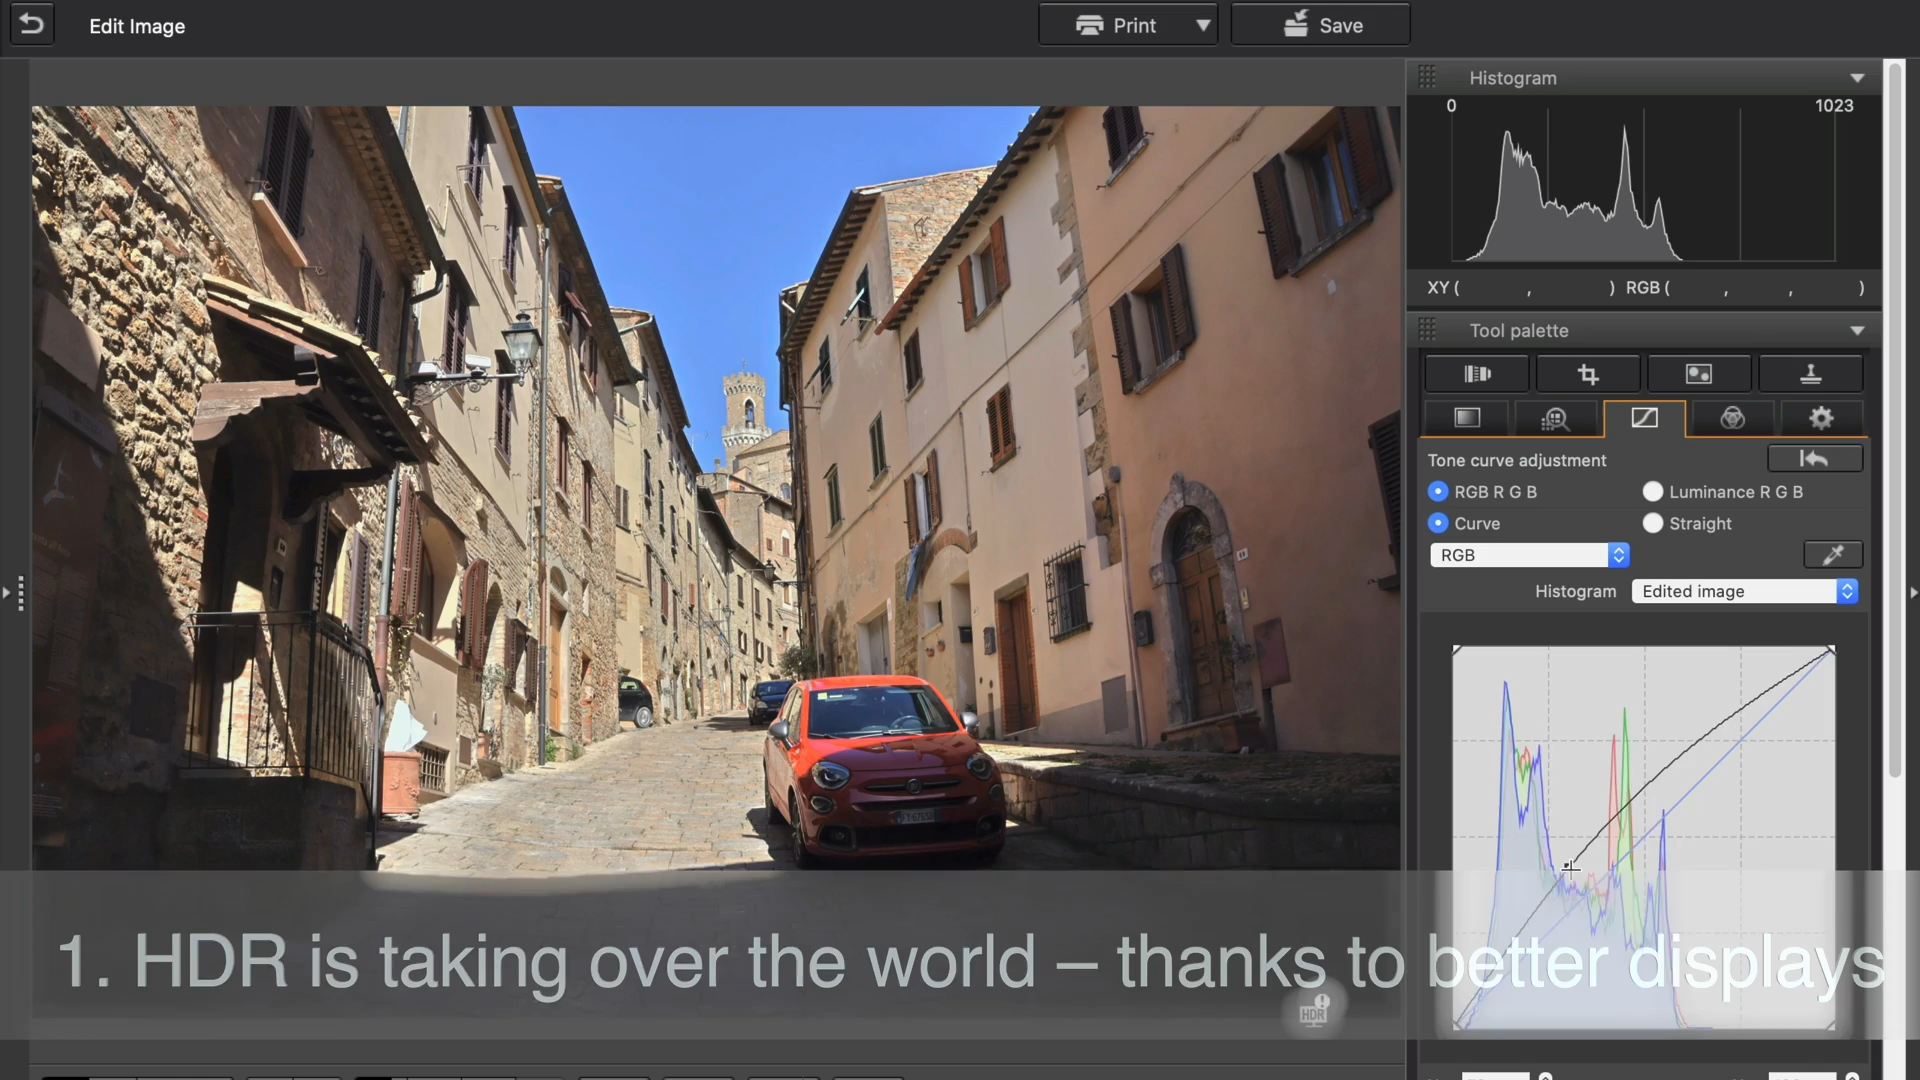 Edit Image
Print
Save
Histogram
0 1023
XY ( , ) RGB ( , , )
Tool palette
Tone curve adjustment
RGB R G B
Luminance R G B
Curve
Straight
RGB
Histogram
Edited image
1. HDR is taking over the world – thanks to better displays
HDR